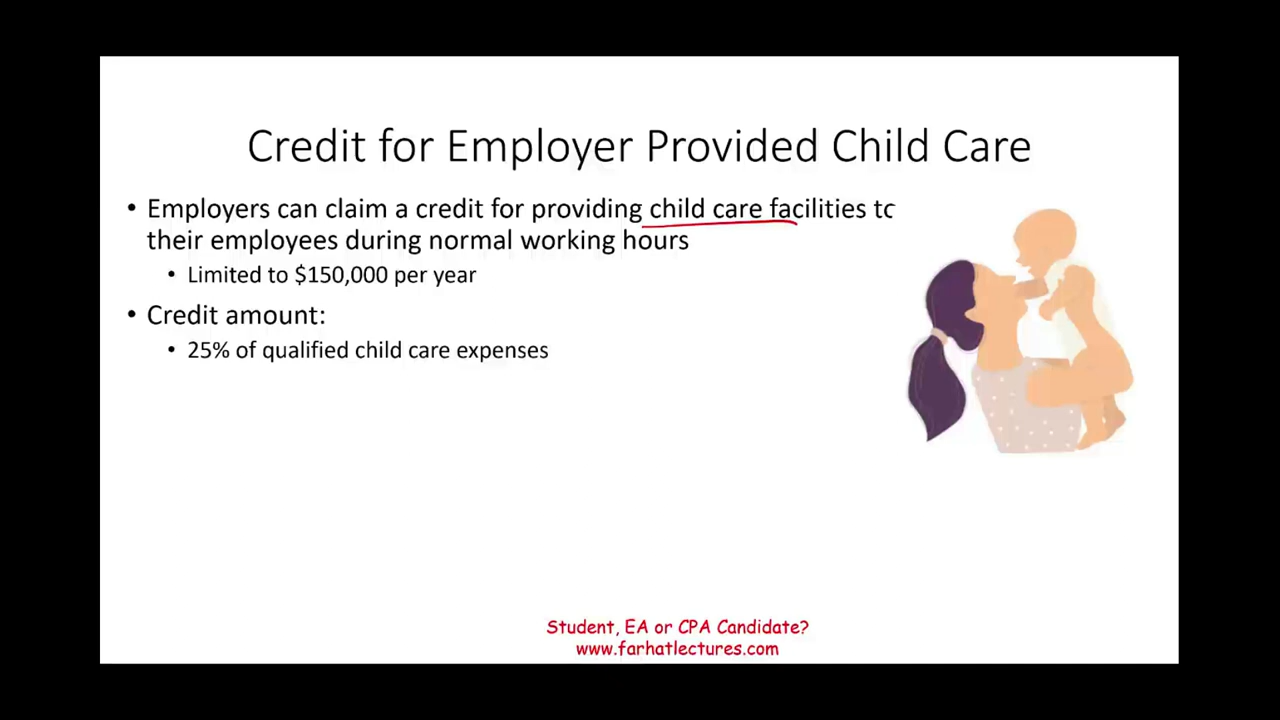 Credit for Employer Provided Child Care
• Employers can claim a credit for providing child care facilities to
their employees during normal working hours
• Limited to $150,000 per year
• Credit amount:
• 25% of qualified child care expenses
Student, EA or CPA Candidate?
www.farhatlectures.com